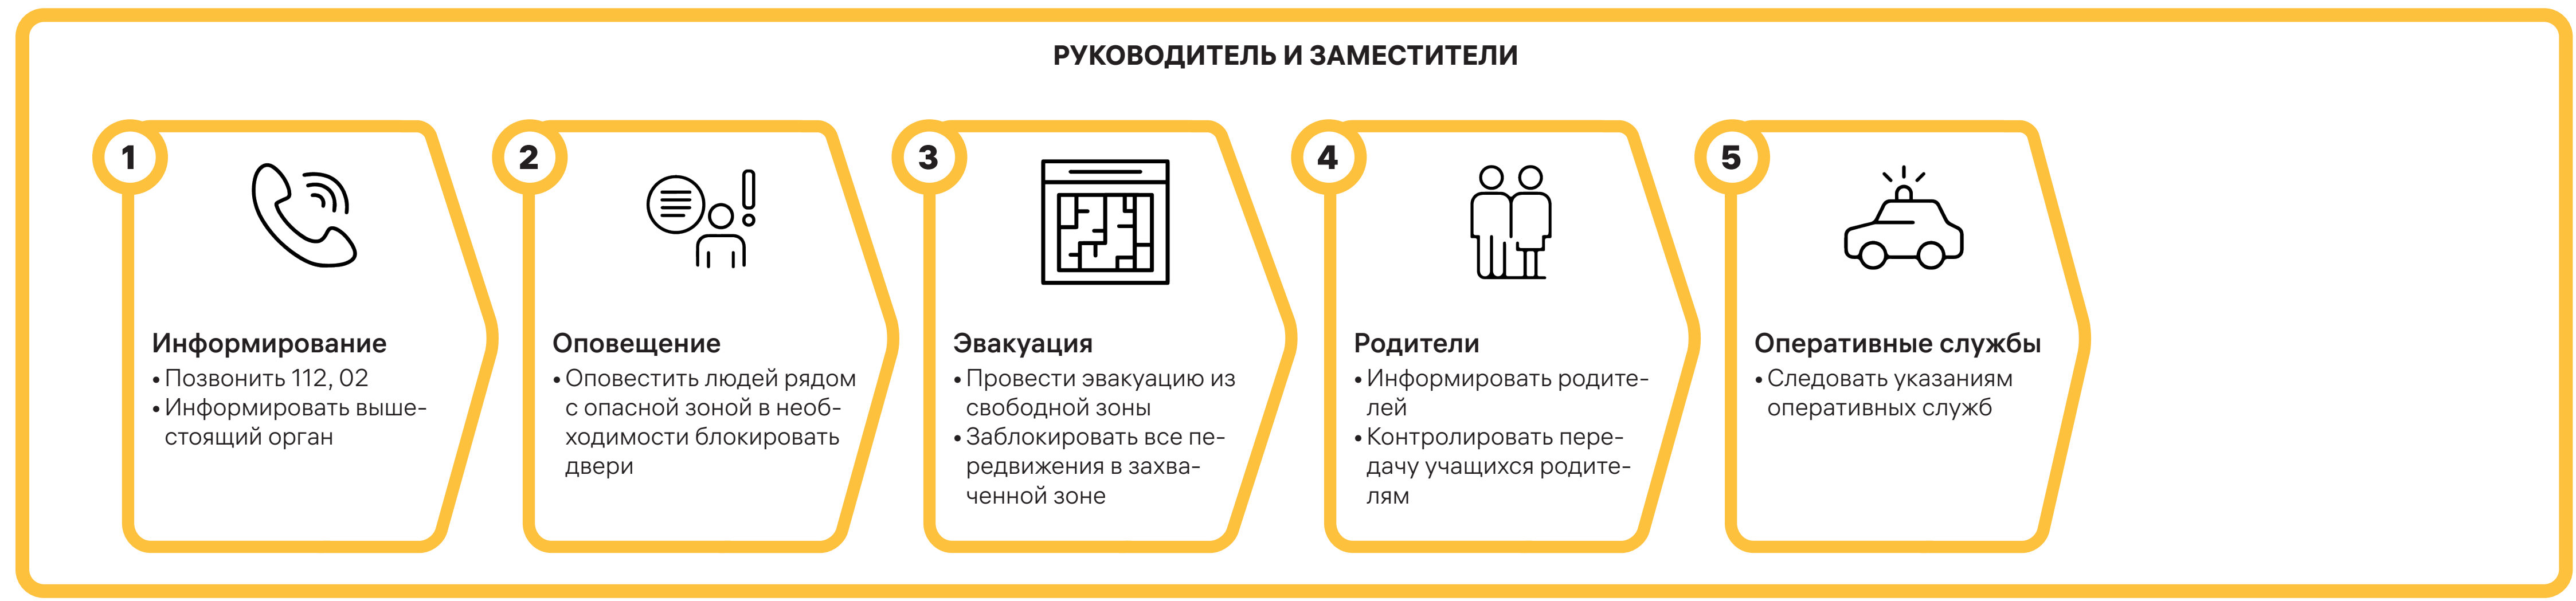 РУКОВОДИТЕЛЬ И ЗАМЕСТИТЕЛИ
1
Информирование
• Позвонить 112, 02
• Информировать выше-
стоящий орган
2
Оповещение
• Оповестить людей рядом
с опасной зоной в необ-
ходимости блокировать
двери
3
Эвакуация
• Провести эвакуацию из
свободной зоны
• Заблокировать все пе-
редвижения в захва-
ченной зоне
4
Родители
• Информировать родите-
лей
• Контролировать пере-
дачу учащихся родите-
лям
5
Оперативные службы
• Следовать указаниям
оперативных служб